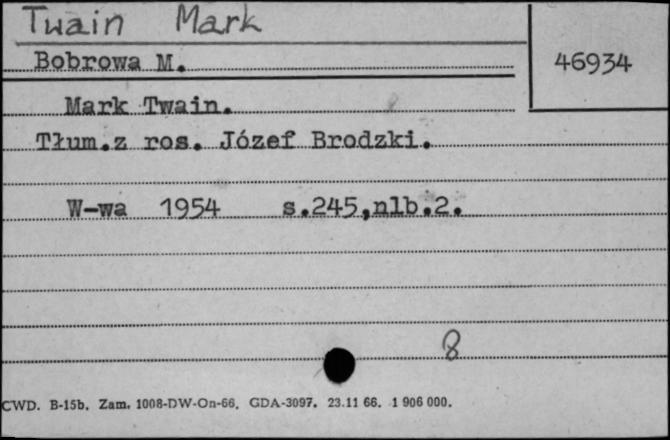 Twain Mark
Bobrowa M.
46934
Mark Twain.
Tłum.z ros. Józef Brodzki.
W-wa 1954 s.245,nlb.2.
8
CWD. B-15b. Zam. 1008-DW-On-66. GDA-3097. 23.11 66. 1 906 000.